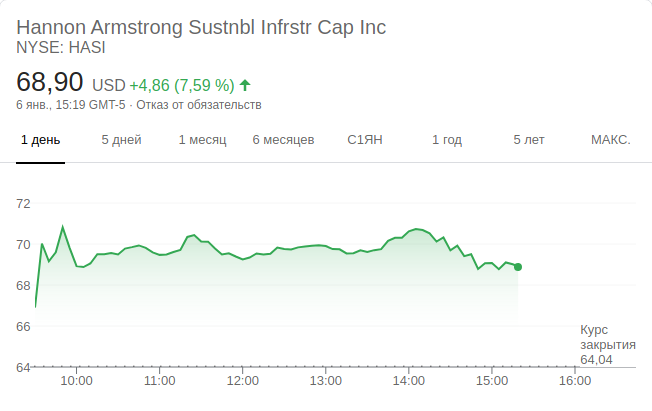 Hannon Armstrong Sustnbl Infrstr Cap Inc
NYSE: HASI
68,90 USD +4,86 (7,59 %)
6 янв., 15:19 GMT-5 · Отказ от обязательств
1 день 5 дней 1 месяц 6 месяцев С1ЯН 1 год 5 лет МАКС.
72
70
68
66
Курс
закрытия
64,04
64
10:00 11:00 12:00 13:00 14:00 15:00 16:00